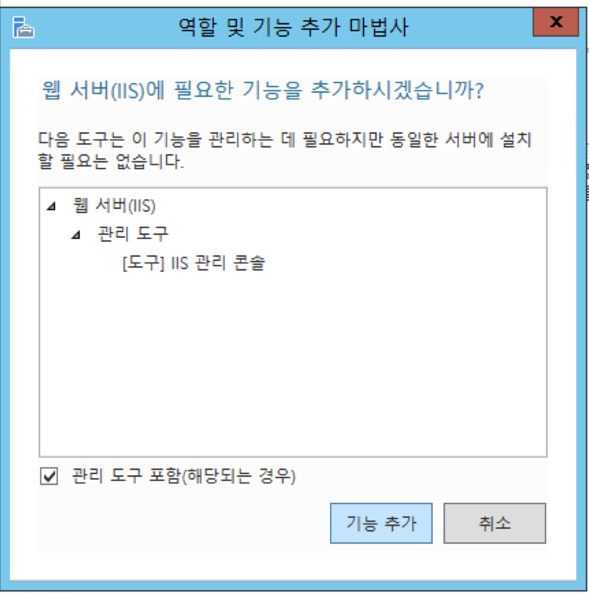 역할 및 기능 추가 마법사
x
웹 서버(IIS)에 필요한 기능을 추가하시겠습니까?
다음 도구는 이 기능을 관리하는 데 필요하지만 동일한 서버에 설치
할 필요는 없습니다.
웹 서버(IIS)
관리 도구
[도구] IIS 관리 콘솔
관리 도구 포함(해당되는 경우)
기능 추가
취소